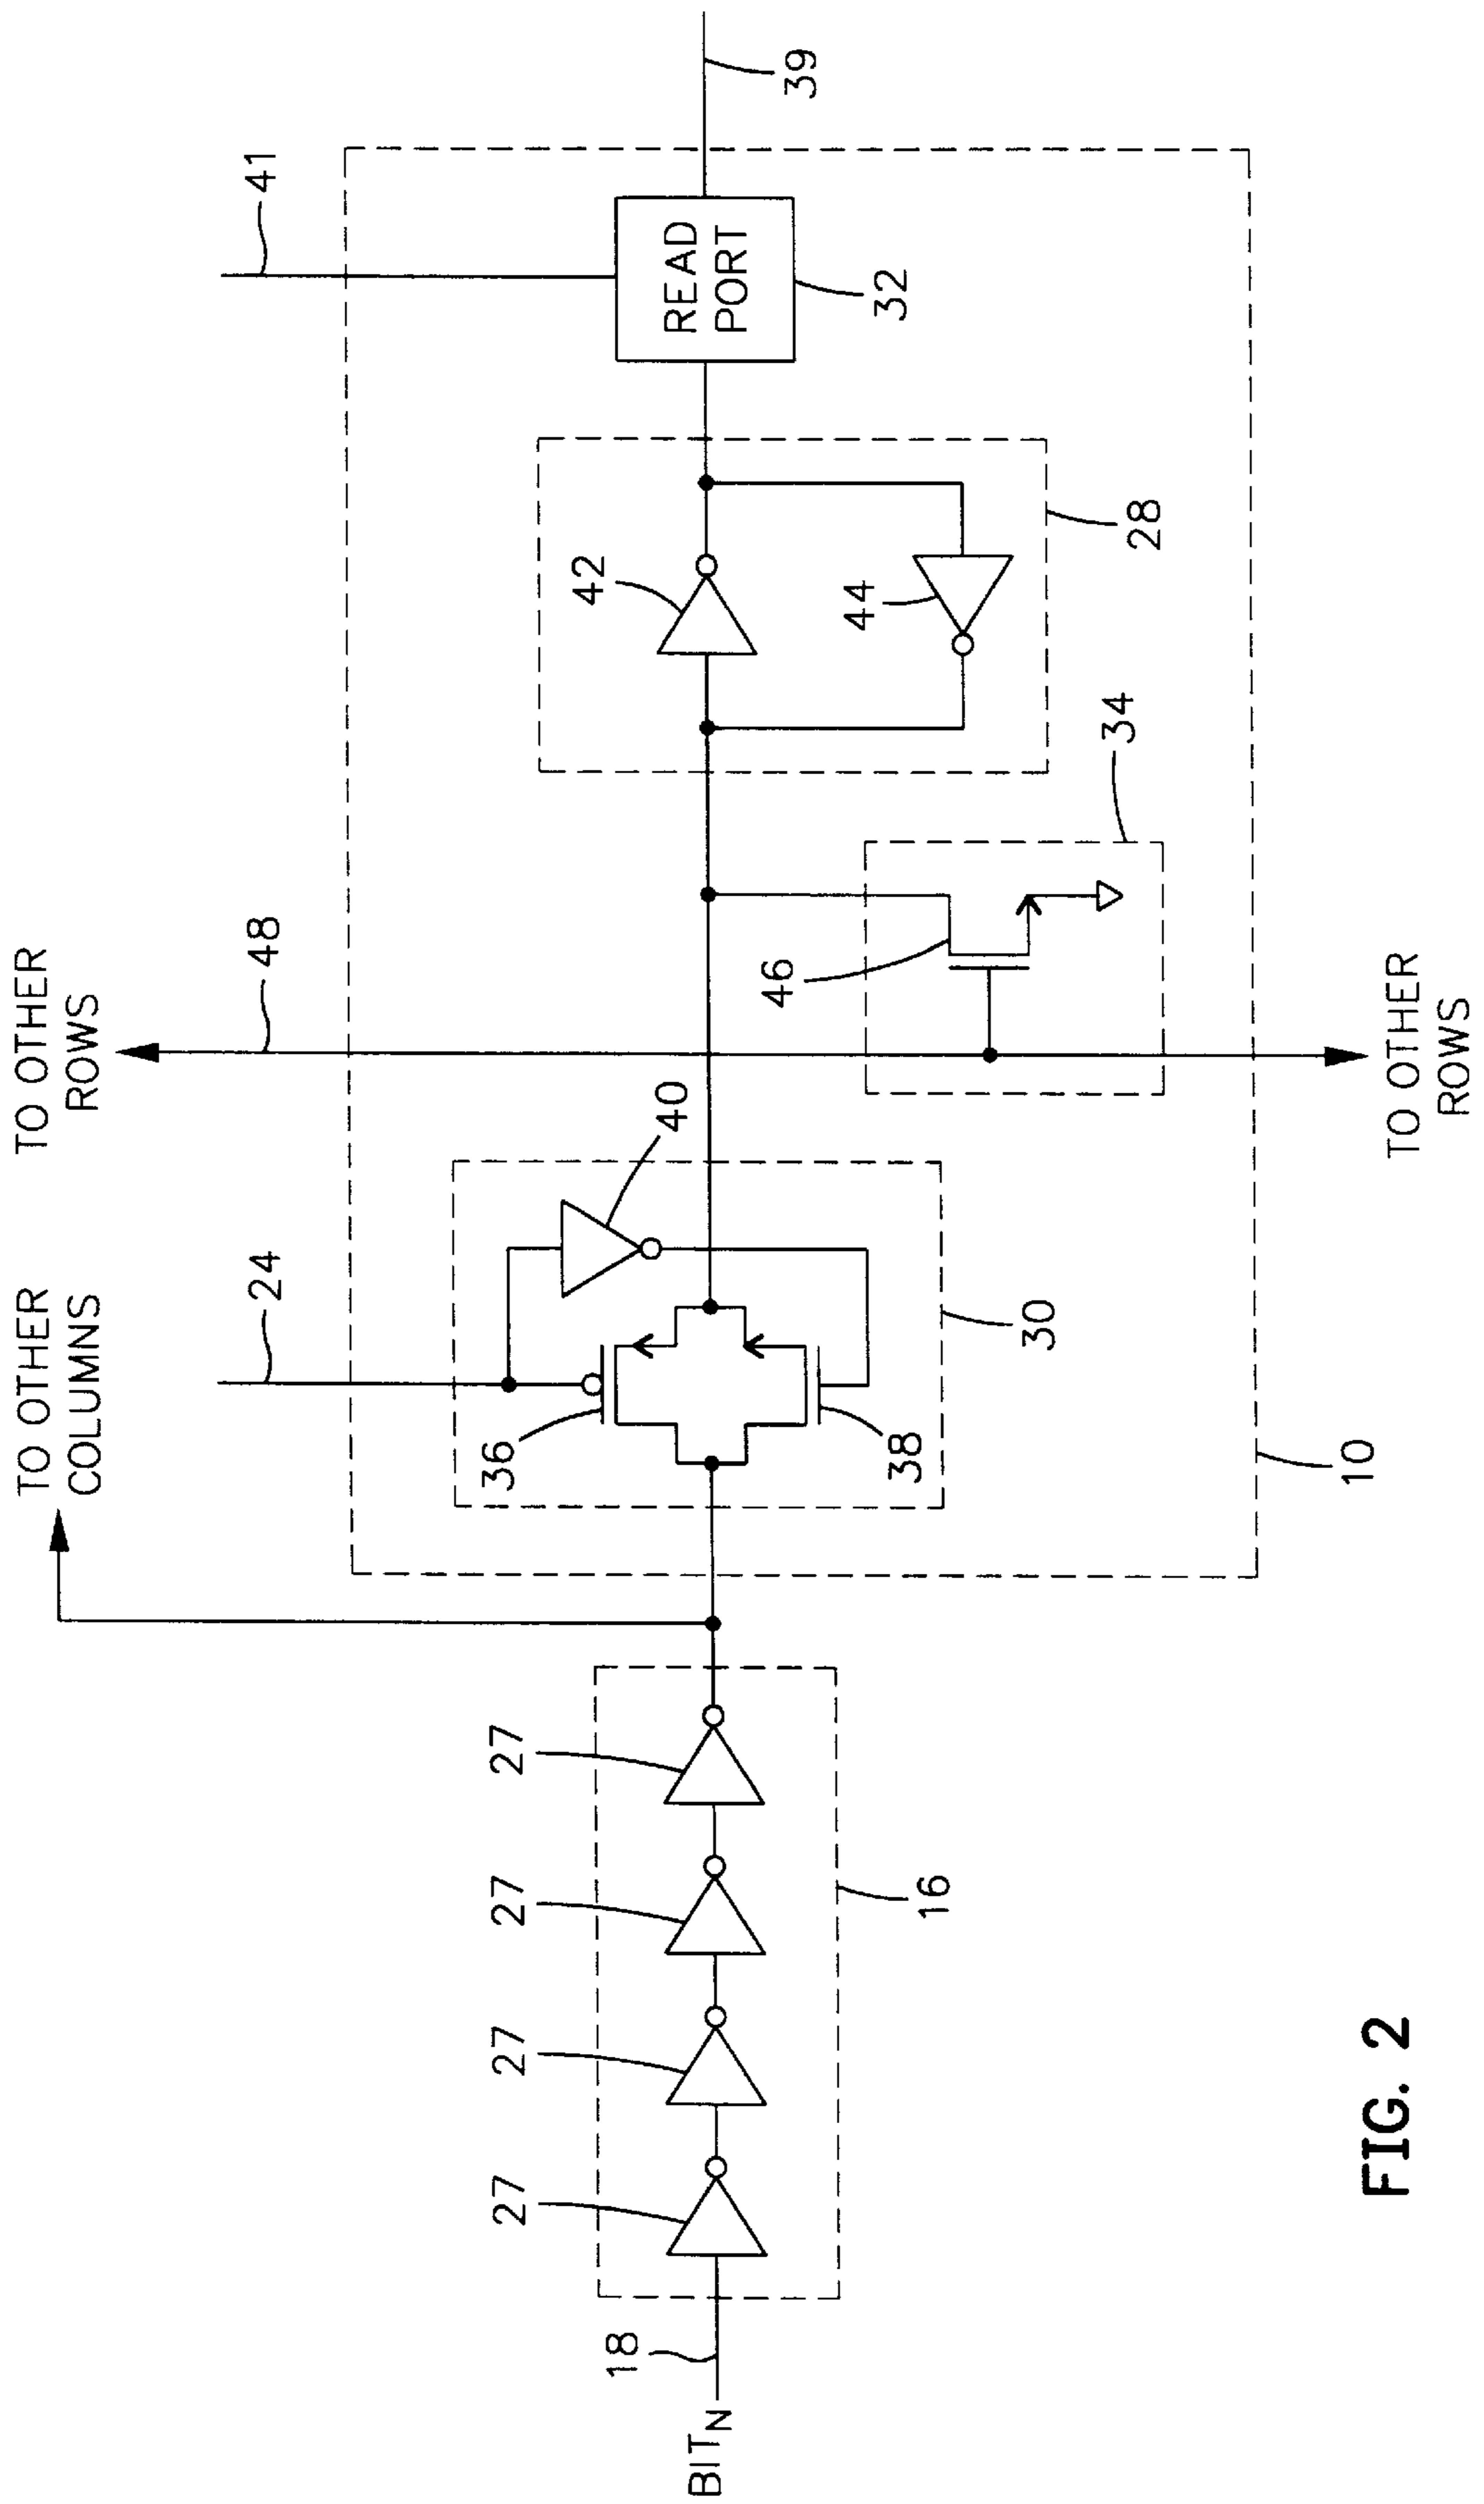 TO OTHER
COLUMNS
TO OTHER
ROWS
24
48
41
36
40
42
39
27
27
27
27
18
BIT_N
READ
PORT
46
44
32
38
16
30
34
28
10
TO OTHER
ROWS
FIG. 2